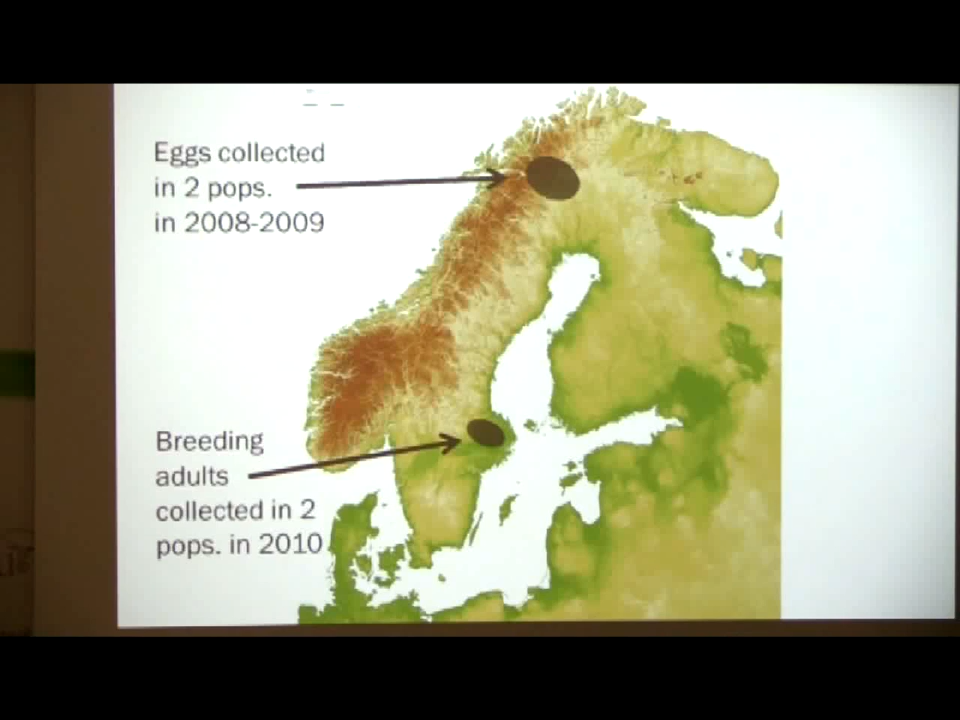 Eggs collected
in 2 pops.
in 2008-2009
Breeding
adults
collected in 2
pops. in 2010